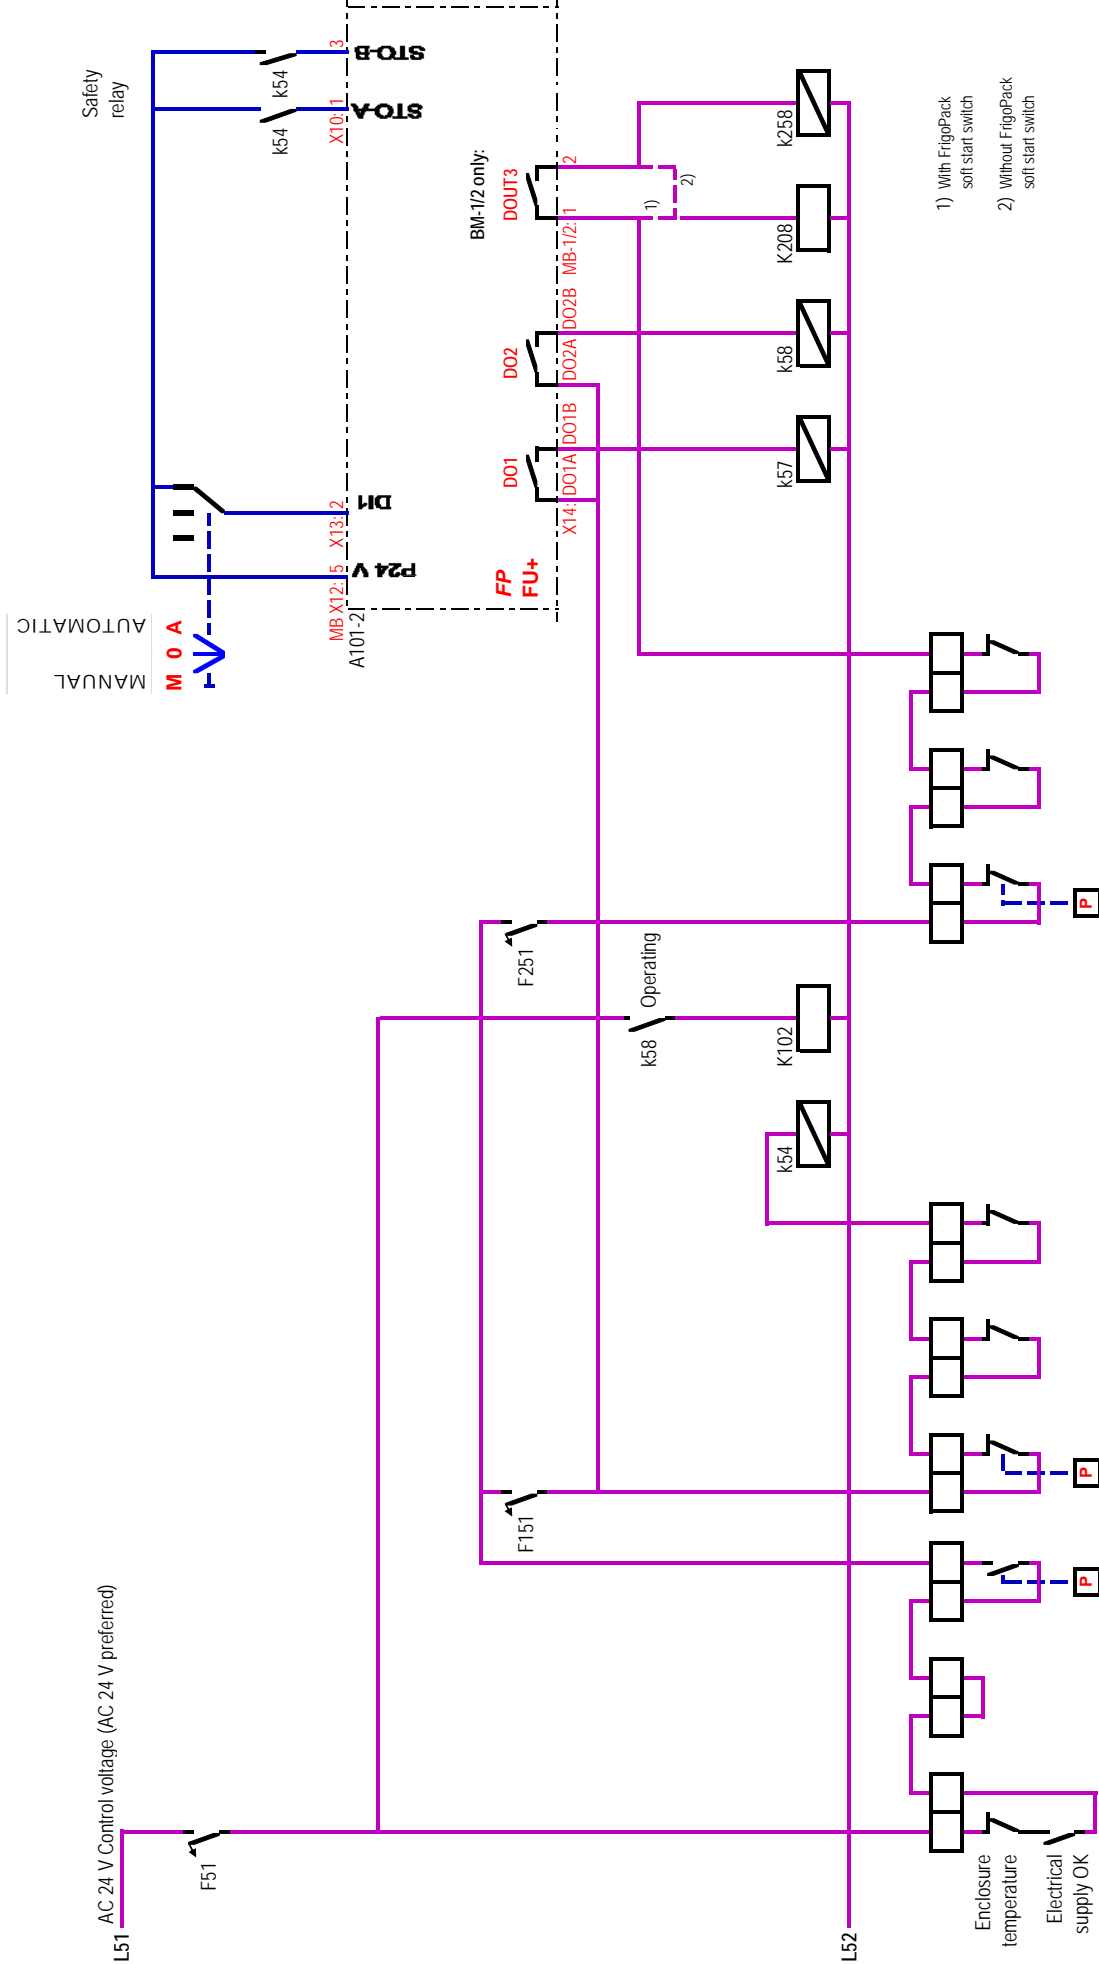 AC 24 V Control voltage (AC 24 V preferred)
L51
F51
L52
Enclosure
temperature
Electrical
supply OK
P
F151
P
k54
K102
k58
Operating
F251
P
MANUAL
AUTOMATIC
M 0 A
MB X12: 5
X13: 2
A101-2
P24 V
DI1
FP
FU+
Safety
relay
k54
k54
X10: 1
3
STO-A
STO-B
BM-1/2 only:
DO1
DO2
DOUT3
X14: DO1A DO1B
DO2A DO2B
MB-1/2: 1
2
1)
2)
k57
k58
K208
k258
1) With FrigoPack
soft start switch
2) Without FrigoPack
soft start switch